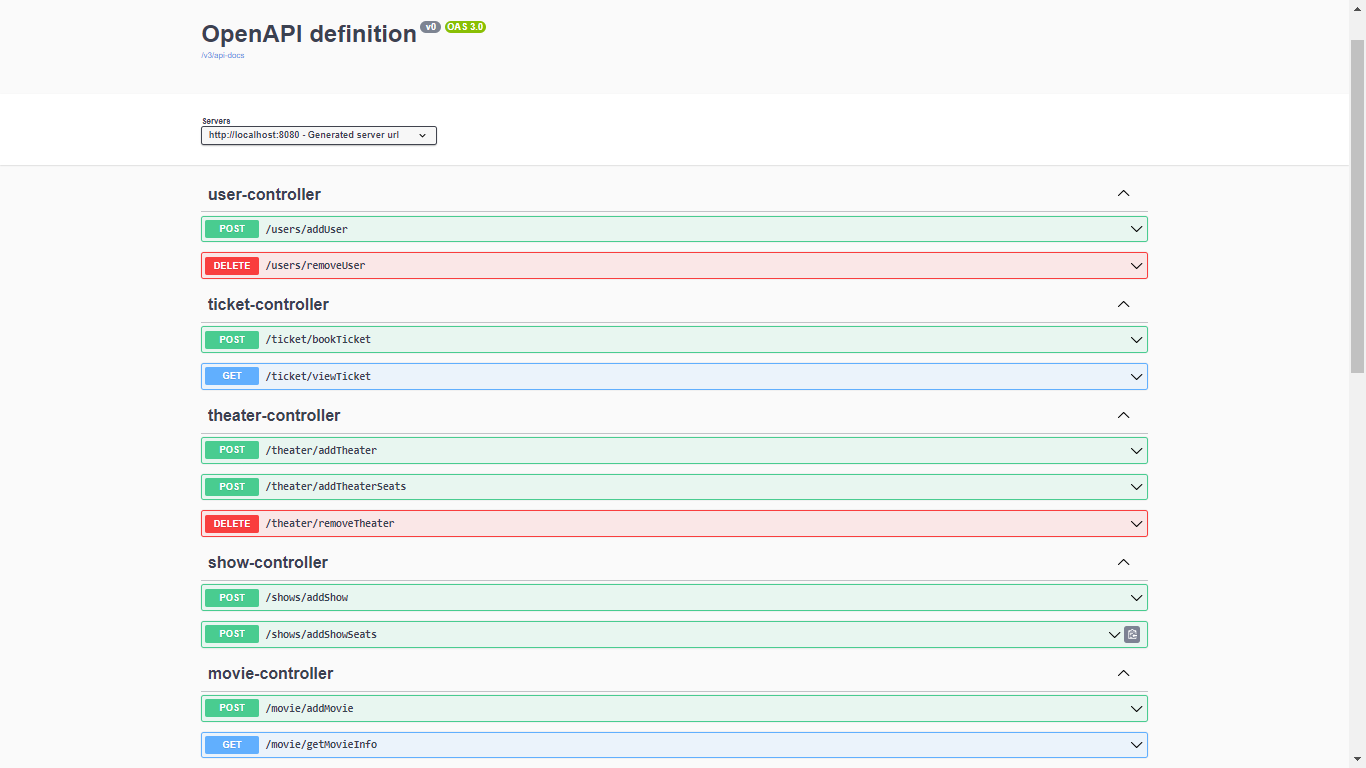 OpenAPI definition v0 OAS 3.0
/v3/api-docs
Servers
http://localhost:8080 - Generated server url
user-controller
POST /users/addUser
DELETE /users/removeUser
ticket-controller
POST /ticket/bookTicket
GET /ticket/viewTicket
theater-controller
POST /theater/addTheater
POST /theater/addTheaterSeats
DELETE /theater/removeTheater
show-controller
POST /shows/addShow
POST /shows/addShowSeats
movie-controller
POST /movie/addMovie
GET /movie/getMovieInfo